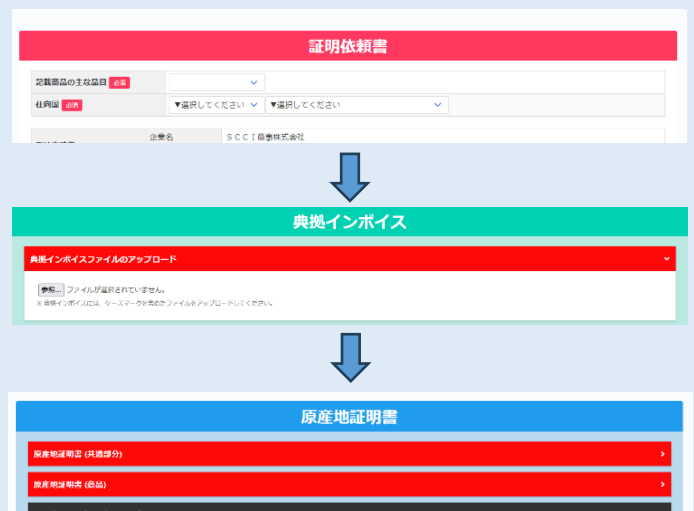 証明依頼書
記載商品の主な品目 必須
仕向国 必須 ▼選択してください ▼選択してください
企業名 ＳＣＣＩ商事株式会社
典拠インボイス
典拠インボイスファイルのアップロード
参照... ファイルが選択されていません。
※ 典拠インボイスには、ケースマークを含めたファイルをアップロードしてください。
原産地証明書
原産地証明書 (共通部分)
原産地証明書 (商品)